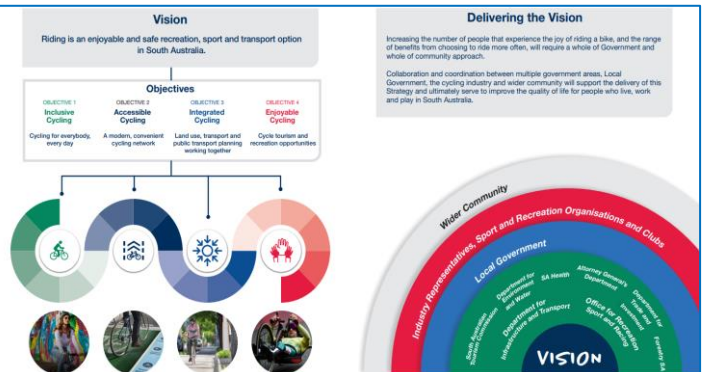 Vision
Riding is an enjoyable and safe recreation, sport and transport option
in South Australia.
Objectives
OBJECTIVE 1
Inclusive
Cycling
Cycling for everybody,
every day
OBJECTIVE 2
Accessible
Cycling
A modern, convenient
cycling network
OBJECTIVE 3
Integrated
Cycling
Land use, transport and
public transport planning
working together
OBJECTIVE 4
Enjoyable
Cycling
Cycle tourism and
recreation opportunities
Delivering the Vision
Increasing the number of people that experience the joy of riding a bike, and the range
of benefits from choosing to ride more often, will require a whole of Government and
whole of community approach.
Collaboration and coordination between multiple government areas, Local
Government, the cycling industry and wider community will support the delivery of this
Strategy and ultimately serve to improve the quality of life for people who live, work
and play in South Australia.
Wider Community
Industry Representatives, Sport and Recreation Organisations and Clubs
Local Government
South Australian
Tourism Commission
Department for
Environment
and Water
SA Health
Attorney General's
Department
Department for
Trade and
Investment
Forestry SA
Department for
Infrastructure and Transport
Office for Recreation
Sport and Racing
VISION